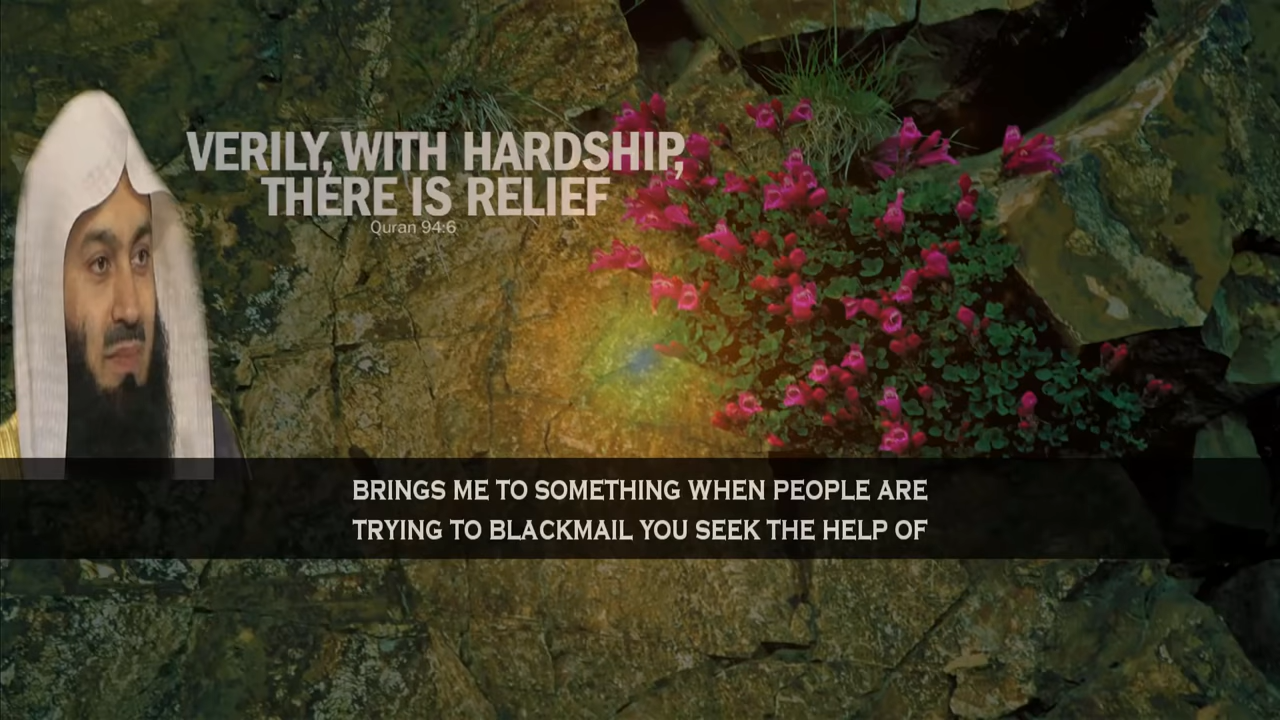 VERILY, WITH HARDSHIP,
THERE IS RELIEF
Quran 94:6
BRINGS ME TO SOMETHING WHEN PEOPLE ARE
TRYING TO BLACKMAIL YOU SEEK THE HELP OF